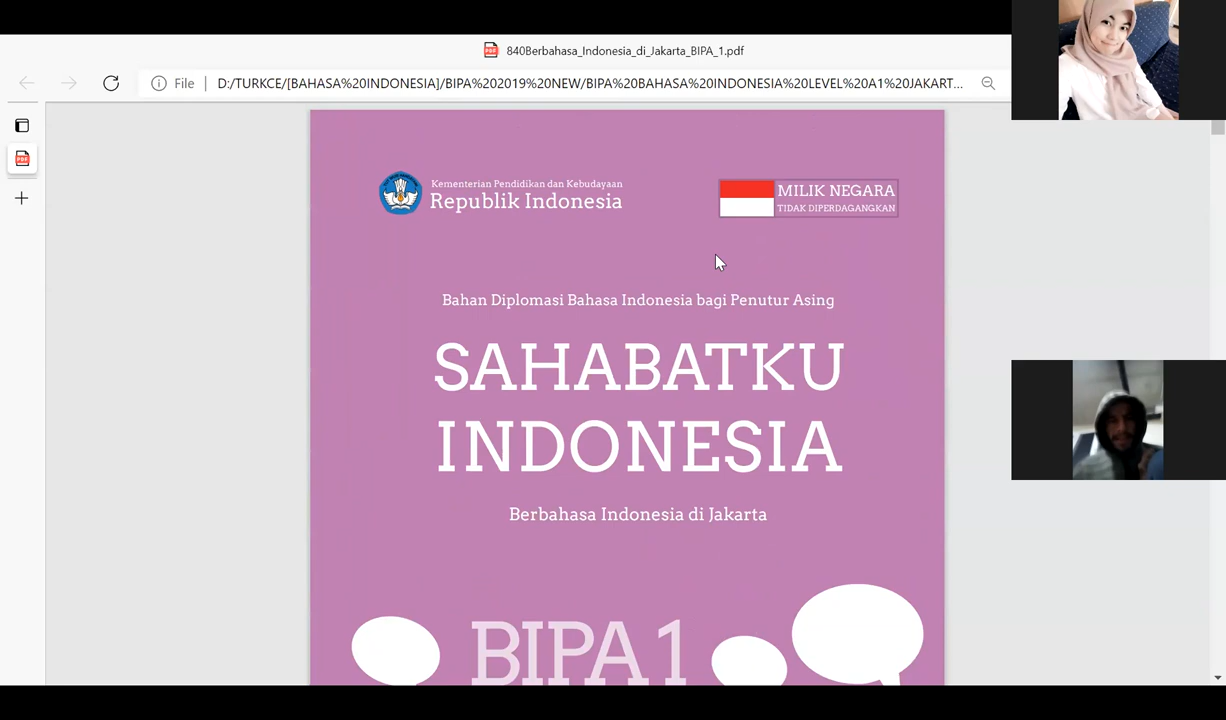 840Berbahasa_Indonesia_di_Jakarta_BIPA_1.pdf
File | D:/TURKCE/[BAHASA%20INDONESIA]/BIPA%202019%20NEW/BIPA%20BAHASA%20INDONESIA%20LEVEL%20A1%20JAKART...
Kementerian Pendidikan dan Kebudayaan
Republik Indonesia
MILIK NEGARA
TIDAK DIPERDAGANGKAN
Bahan Diplomasi Bahasa Indonesia bagi Penutur Asing
SAHABATKU
INDONESIA
Berbahasa Indonesia di Jakarta
BIPA 1